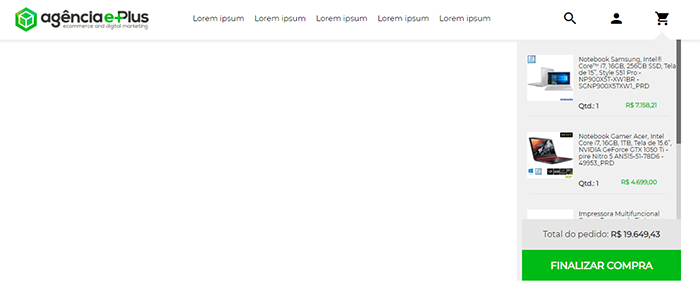 agência e-Plus
ecommerce and digital marketing
Lorem ipsum Lorem ipsum Lorem ipsum Lorem ipsum Lorem ipsum
Notebook Samsung, Intel®
Core™ i7, 16GB, 256GB SSD, Tela
de 15", Style S51 Pro -
NP900X5T-XW1BR -
SGNP900X5TXW1_PRD
Qtd.: 1 R$ 7.158,21
Notebook Gamer Acer, Intel
Core i7, 16GB, 1TB, Tela de 15.6",
NVIDIA GeForce GTX 1050 Ti -
pire Nitro 5 AN515-51-78D6 -
49953_PRD
Qtd.: 1 R$ 4.699,00
Impressora Multifuncional
Total do pedido: R$ 19.649,43
FINALIZAR COMPRA